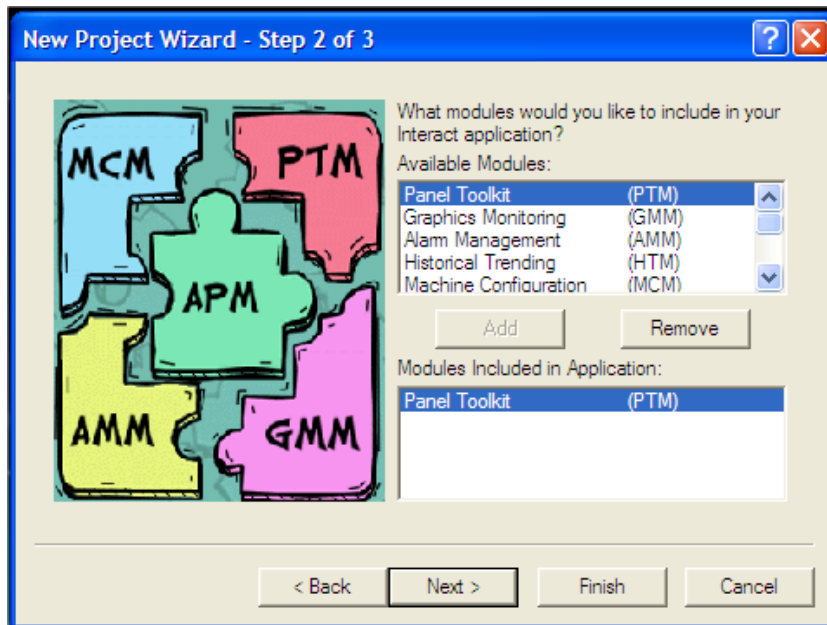 New Project Wizard - Step 2 of 3
MCM
PTM
APM
AMM
GMM
What modules would you like to include in your
Interact application?
Available Modules:
Panel Toolkit (PTM)
Graphics Monitoring (GMM)
Alarm Management (AMM)
Historical Trending (HTM)
Machine Configuration (MCM)
Add
Remove
Modules Included in Application:
Panel Toolkit (PTM)
< Back
Next >
Finish
Cancel